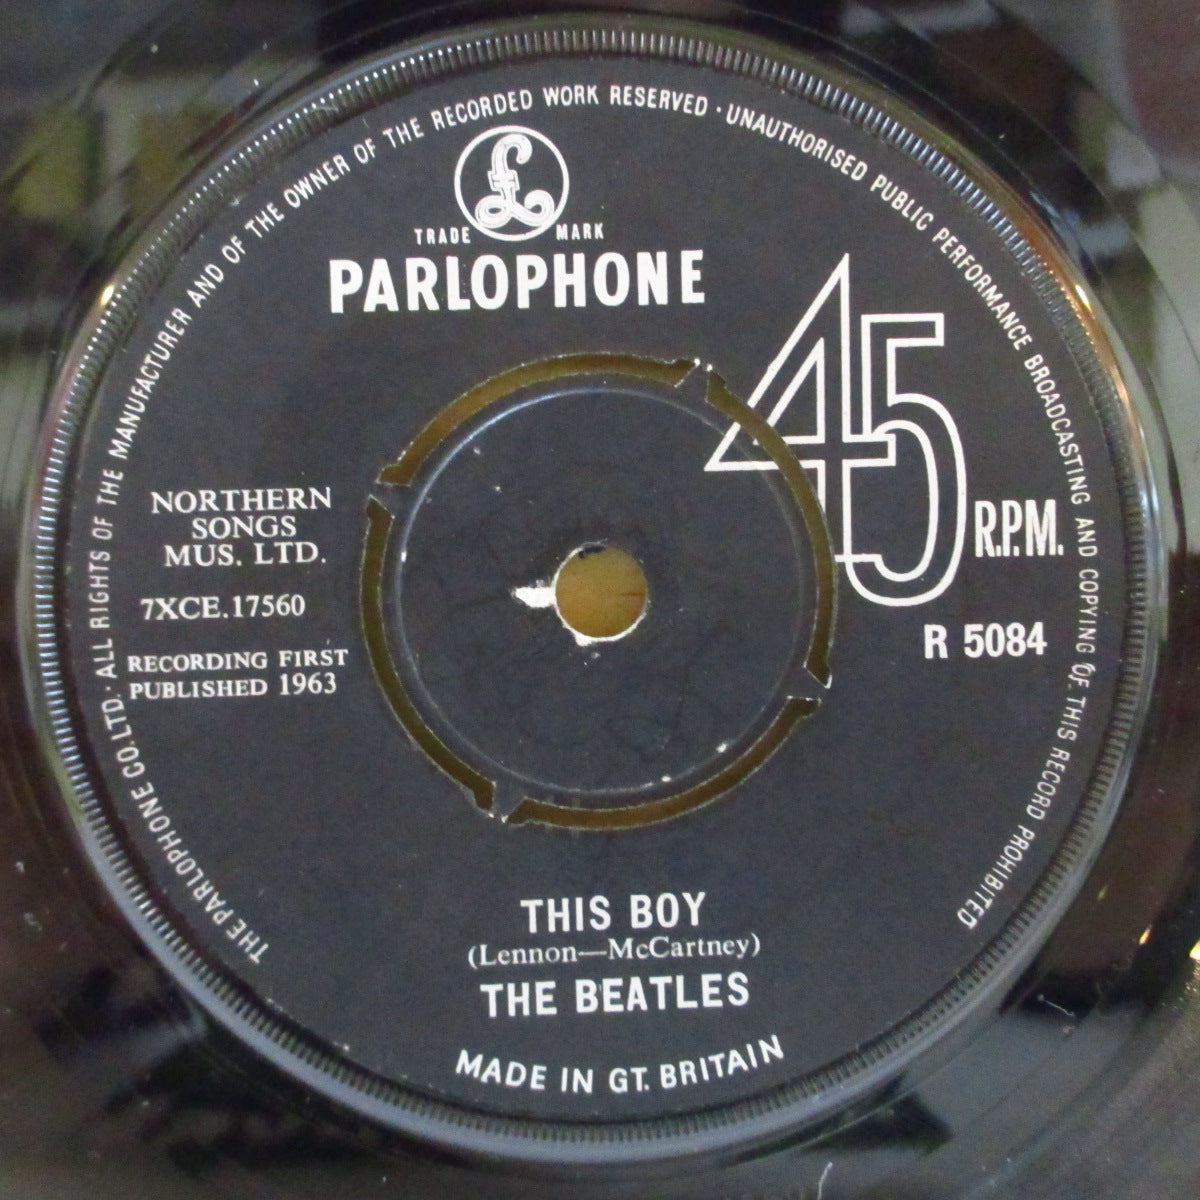 THE PARLOPHONE CO.LTD. · ALL RIGHTS OF THE MANUFACTURER AND OF THE OWNER OF THE RECORDED WORK RESERVED · UNAUTHORISED PUBLIC PERFORMANCE BROADCASTING AND COPYING OF THIS RECORD PROHIBITED
£
TRADE MARK
PARLOPHONE
45 R.P.M.
NORTHERN
SONGS
MUS. LTD.
7XCE.17560
R 5084
RECORDING FIRST
PUBLISHED 1963
THIS BOY
(Lennon—McCartney)
THE BEATLES
MADE IN GT. BRITAIN